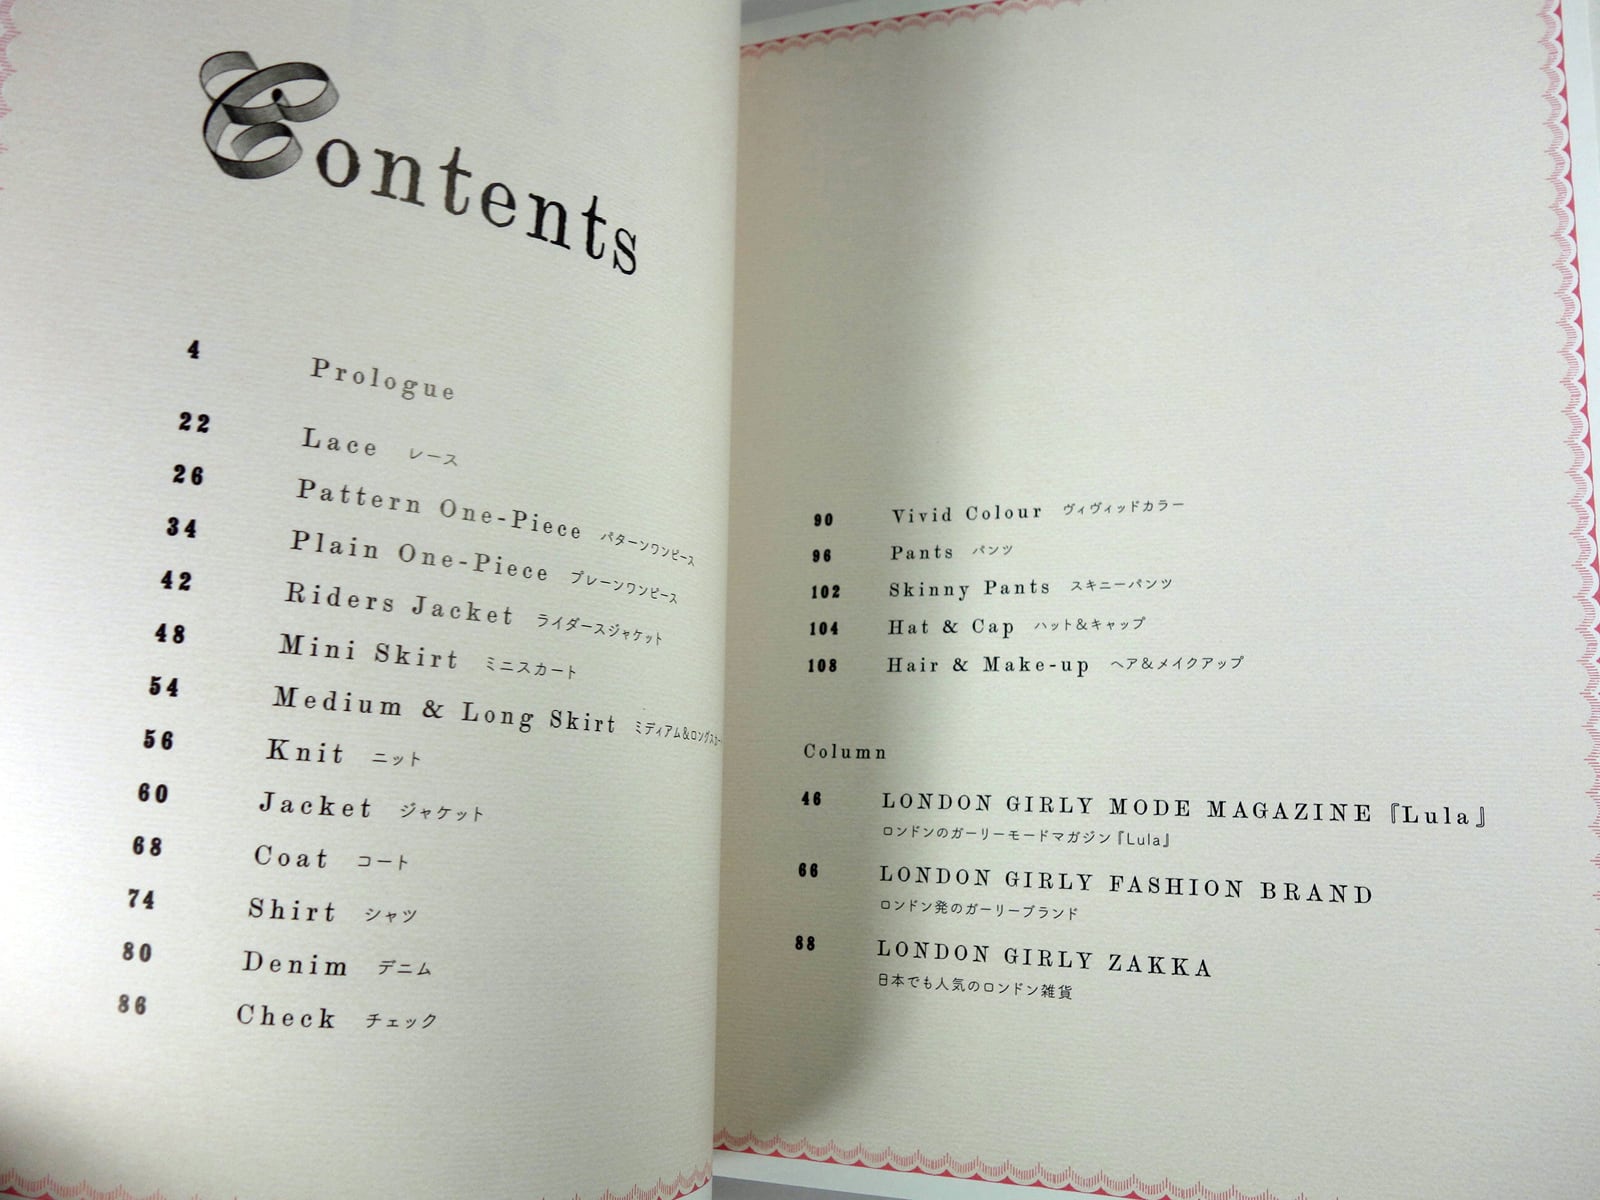 Contents
4 Prologue
22 Lace レース
26 Pattern One-Piece パターンワンピース
34 Plain One-Piece プレーンワンピース
42 Riders Jacket ライダースジャケット
48 Mini Skirt ミニスカート
54 Medium & Long Skirt ミディアム&ロングスカー
56 Knit ニット
60 Jacket ジャケット
68 Coat コート
74 Shirt シャツ
80 Denim デニム
86 Check チェック
90 Vivid Colour ヴィヴィッドカラー
96 Pants パンツ
102 Skinny Pants スキニーパンツ
104 Hat & Cap ハット&キャップ
108 Hair & Make-up ヘア&メイクアップ
Column
46 LONDON GIRLY MODE MAGAZINE『Lula』
ロンドンのガーリーモードマガジン『Lula』
66 LONDON GIRLY FASHION BRAND
ロンドン発のガーリーブランド
88 LONDON GIRLY ZAKKA
日本でも人気のロンドン雑貨